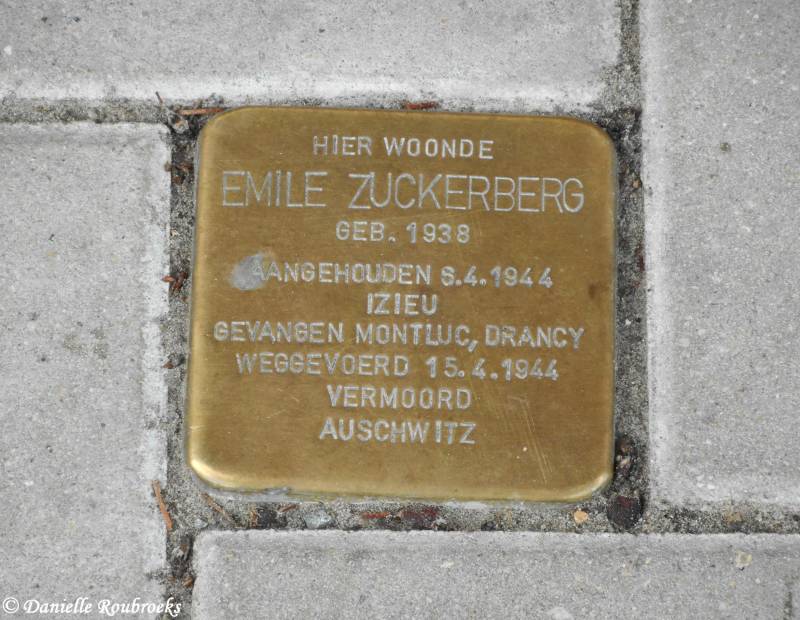 HIER WOONDE
EMILE ZUCKERBERG
GEB. 1938
AANGEHOUDEN 6.4.1944
IZIEU
GEVANGEN MONTLUC, DRANCY
WEGGEVOERD 15.4.1944
VERMOORD
AUSCHWITZ
© Danielle Roubroeks